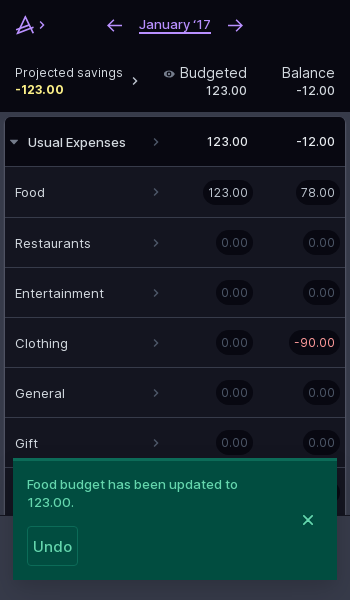 January ‘17
Projected savings
-123.00
Budgeted
123.00
Balance
-12.00
Usual Expenses 123.00 -12.00
Food 123.00 78.00
Restaurants 0.00 0.00
Entertainment 0.00 0.00
Clothing 0.00 -90.00
General 0.00 0.00
Gift 0.00 0.00
Food budget has been updated to
123.00.
Undo